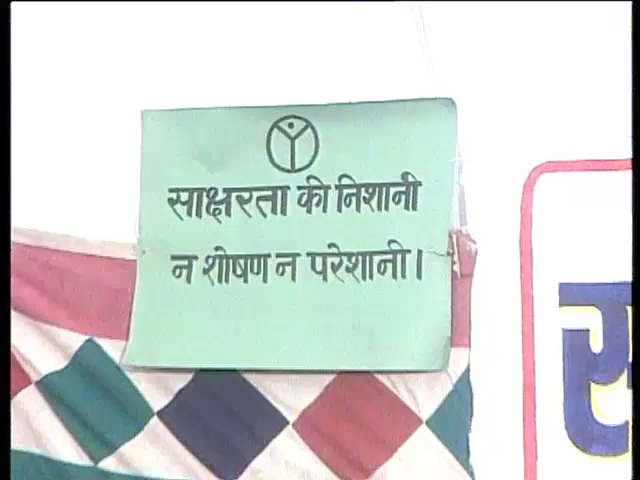 साक्षरता की निशानी
न शोषण न परेशानी।